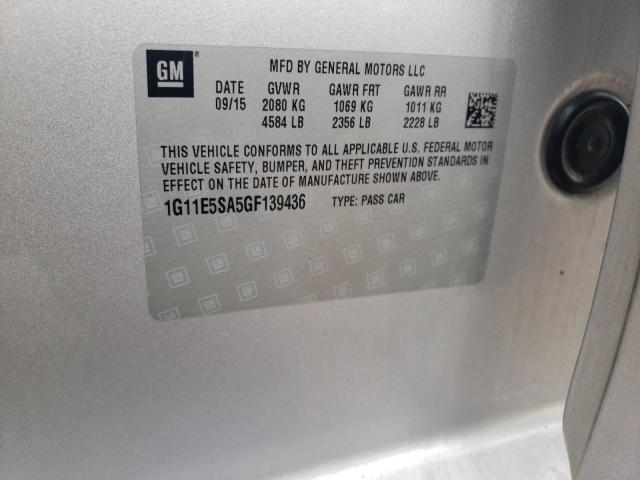 GM ® MFD BY GENERAL MOTORS LLC
DATE GVWR GAWR FRT GAWR RR
09/15 2080 KG 1069 KG 1011 KG
4584 LB 2356 LB 2228 LB
THIS VEHICLE CONFORMS TO ALL APPLICABLE U.S. FEDERAL MOTOR
VEHICLE SAFETY, BUMPER, AND THEFT PREVENTION STANDARDS IN
EFFECT ON THE DATE OF MANUFACTURE SHOWN ABOVE.
1G11E5SA5GF139436 TYPE: PASS CAR